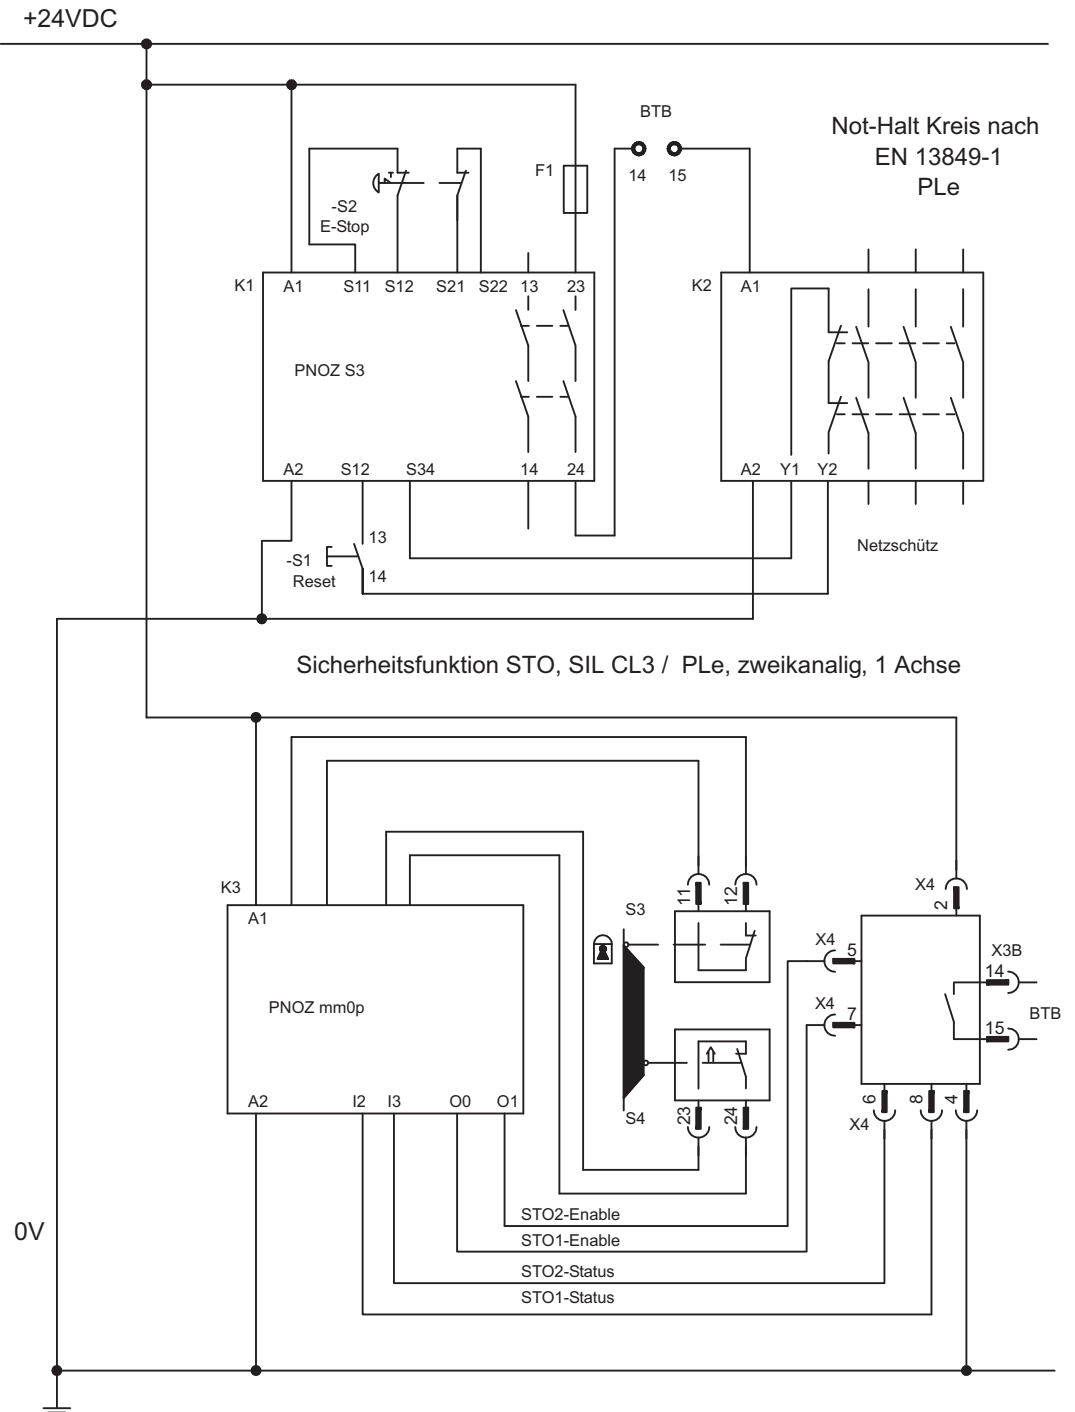 +24VDC
BTB
14 15
Not-Halt Kreis nach
EN 13849-1
PLe
F1
-S2
E-Stop
K1
A1 S11 S12 S21 S22 13 23
PNOZ S3
A2 S12 S34 14 24
K2
A1
A2 Y1 Y2
Netzschütz
13
-S1
Reset
14
Sicherheitsfunktion STO, SIL CL3 / PLe, zweikanalig, 1 Achse
K3
A1
PNOZ mm0p
A2 I2 I3 O0 O1
S3
11 12
S4
23 24
X4
2
X4
5
X4
7
X3B
14
BTB
15
X4
6 8 4
STO2-Enable
STO1-Enable
STO2-Status
STO1-Status
0V